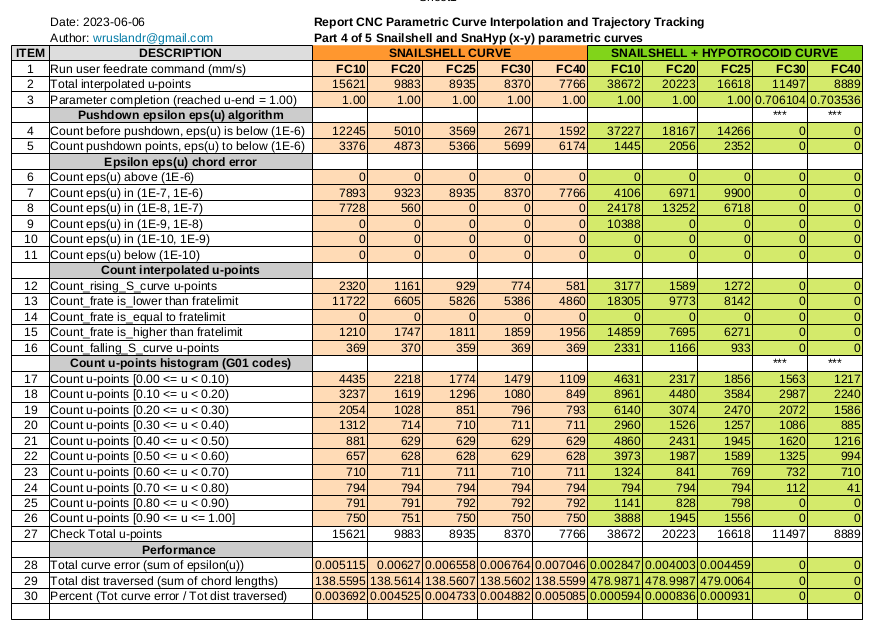 Date: 2023-06-06 Report CNC Parametric Curve Interpolation and Trajectory Tracking
Author: wruslandr@gmail.com Part 4 of 5 Snailshell and SnaHyp (x-y) parametric curves
ITEM DESCRIPTION SNAILSHELL CURVE SNAILSHELL + HYPOTROCOID CURVE
1 Run user feedrate command (mm/s) FC10 FC20 FC25 FC30 FC40 FC10 FC20 FC25 FC30 FC40
2 Total interpolated u-points 15621 9883 8935 8370 7766 38672 20223 16618 11497 8889
3 Parameter completion (reached u-end = 1.00) 1.00 1.00 1.00 1.00 1.00 1.00 1.00 1.00 0.706104 0.703536
Pushdown epsilon eps(u) algorithm *** ***
4 Count before pushdown, eps(u) is below (1E-6) 12245 5010 3569 2671 1592 37227 18167 14266 0 0
5 Count pushdown points, eps(u) to below (1E-6) 3376 4873 5366 5699 6174 1445 2056 2352 0 0
Epsilon eps(u) chord error
6 Count eps(u) above (1E-6) 0 0 0 0 0 0 0 0 0 0
7 Count eps(u) in (1E-7, 1E-6) 7893 9323 8935 8370 7766 4106 6971 9900 0 0
8 Count eps(u) in (1E-8, 1E-7) 7728 560 0 0 0 24178 13252 6718 0 0
9 Count eps(u) in (1E-9, 1E-8) 0 0 0 0 0 10388 0 0 0 0
10 Count eps(u) in (1E-10, 1E-9) 0 0 0 0 0 0 0 0 0 0
11 Count eps(u) below (1E-10) 0 0 0 0 0 0 0 0 0 0
Count interpolated u-points
12 Count_rising_S_curve u-points 2320 1161 929 774 581 3177 1589 1272 0 0
13 Count_frate is_lower than fratelimit 11722 6605 5826 5386 4860 18305 9773 8142 0 0
14 Count_frate is_equal to fratelimit 0 0 0 0 0 0 0 0 0 0
15 Count_frate is_higher than fratelimit 1210 1747 1811 1859 1956 14859 7695 6271 0 0
16 Count_falling_S_curve u-points 369 370 359 369 369 2331 1166 933 0 0
Count u-points histogram (G01 codes) *** ***
17 Count u-points [0.00 <= u < 0.10) 4435 2218 1774 1479 1109 4631 2317 1856 1563 1217
18 Count u-points [0.10 <= u < 0.20) 3237 1619 1296 1080 849 8961 4480 3584 2987 2240
19 Count u-points [0.20 <= u < 0.30) 2054 1028 851 796 793 6140 3074 2470 2072 1586
20 Count u-points [0.30 <= u < 0.40) 1312 714 710 711 711 2960 1526 1257 1086 885
21 Count u-points [0.40 <= u < 0.50) 881 629 629 629 629 4860 2431 1945 1620 1216
22 Count u-points [0.50 <= u < 0.60) 657 628 628 629 628 3973 1987 1589 1325 994
23 Count u-points [0.60 <= u < 0.70) 710 711 711 710 711 1324 841 769 732 710
24 Count u-points [0.70 <= u < 0.80) 794 794 794 794 794 794 794 794 112 41
25 Count u-points [0.80 <= u < 0.90) 791 791 792 792 792 1141 828 798 0 0
26 Count u-points [0.90 <= u <= 1.00] 750 751 750 750 750 3888 1945 1556 0 0
27 Check Total u-points 15621 9883 8935 8370 7766 38672 20223 16618 11497 8889
Performance
28 Total curve error (sum of epsilon(u)) 0.005115 0.00627 0.006558 0.006764 0.007046 0.002847 0.004003 0.004459 0 0
29 Total dist traversed (sum of chord lengths) 138.5595 138.5614 138.5607 138.5602 138.5599 478.9871 478.9987 479.0064 0 0
30 Percent (Tot curve error / Tot dist traversed) 0.003692 0.004525 0.004733 0.004882 0.005085 0.000594 0.000836 0.000931 0 0